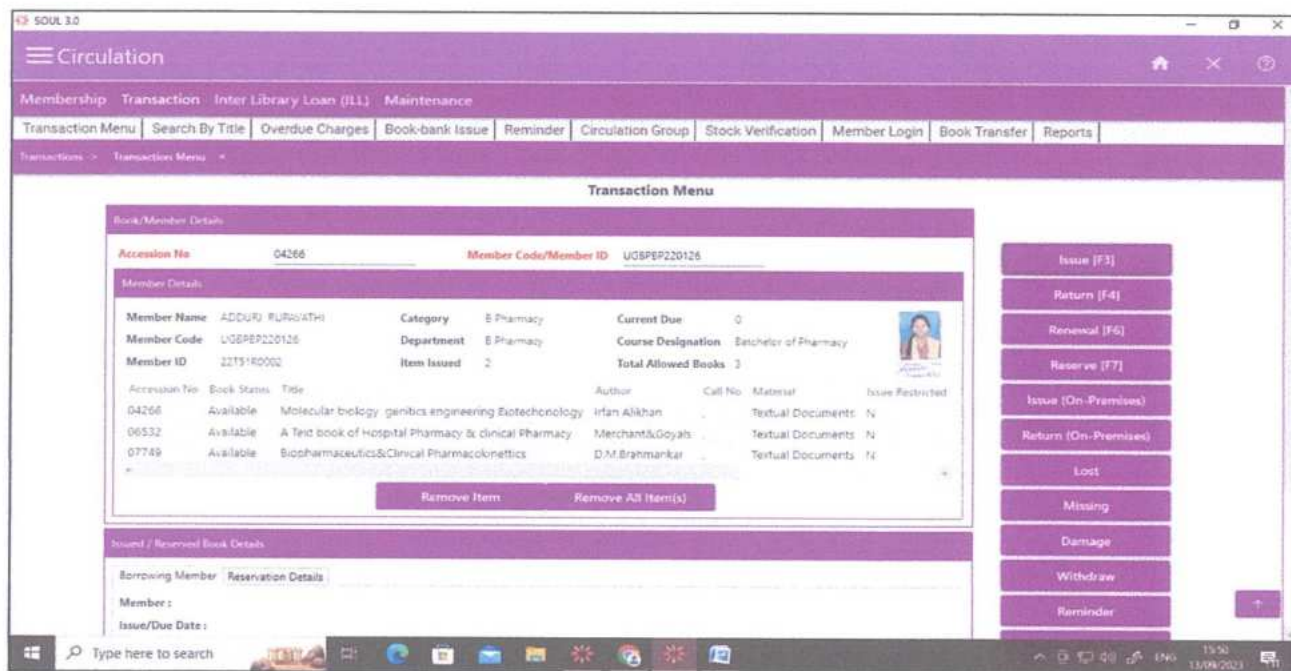 SOUL 3.0
Circulation
Membership Transaction Inter Library Loan (ILL) Maintenance
Transaction Menu Search By Title Overdue Charges Book-bank Issue Reminder Circulation Group Stock Verification Member Login Book Transfer Reports
Transactions > Transaction Menu ×
Transaction Menu
Book/Member Details
Accession No 04266 Member Code/Member ID UGBPEP220126
Member Details
Member Name Category B Pharmacy Current Due 0
Member Code UGBPEP220126 Department B Pharmacy Course Designation Batchelor of Pharmacy
Member ID 22T51R0002 Item Issued 2 Total Allowed Books 3
Accession No Book Status Title Author Call No Material Issue Restricted
04266 Available Molecular biology genitics engineering Biotechonology Irfan Alikhan . Textual Documents N
06532 Available A Text book of Hospital Pharmacy & clinical Pharmacy Merchant&Goyals . Textual Documents N
07749 Available Biopharmaceutics&Clinical Pharmacokinettics D.M.Brahmankar . Textual Documents N
Remove Item Remove All Item(s)
Issued / Reserved Book Details
Borrowing Member Reservation Details
Member :
Issue/Due Date :
Issue [F3]
Return [F4]
Renewal [F6]
Reserve [F7]
Issue (On-Premises)
Return (On-Premises)
Lost
Missing
Damage
Withdraw
Reminder
Type here to search
ENG 15:50
13/09/2023